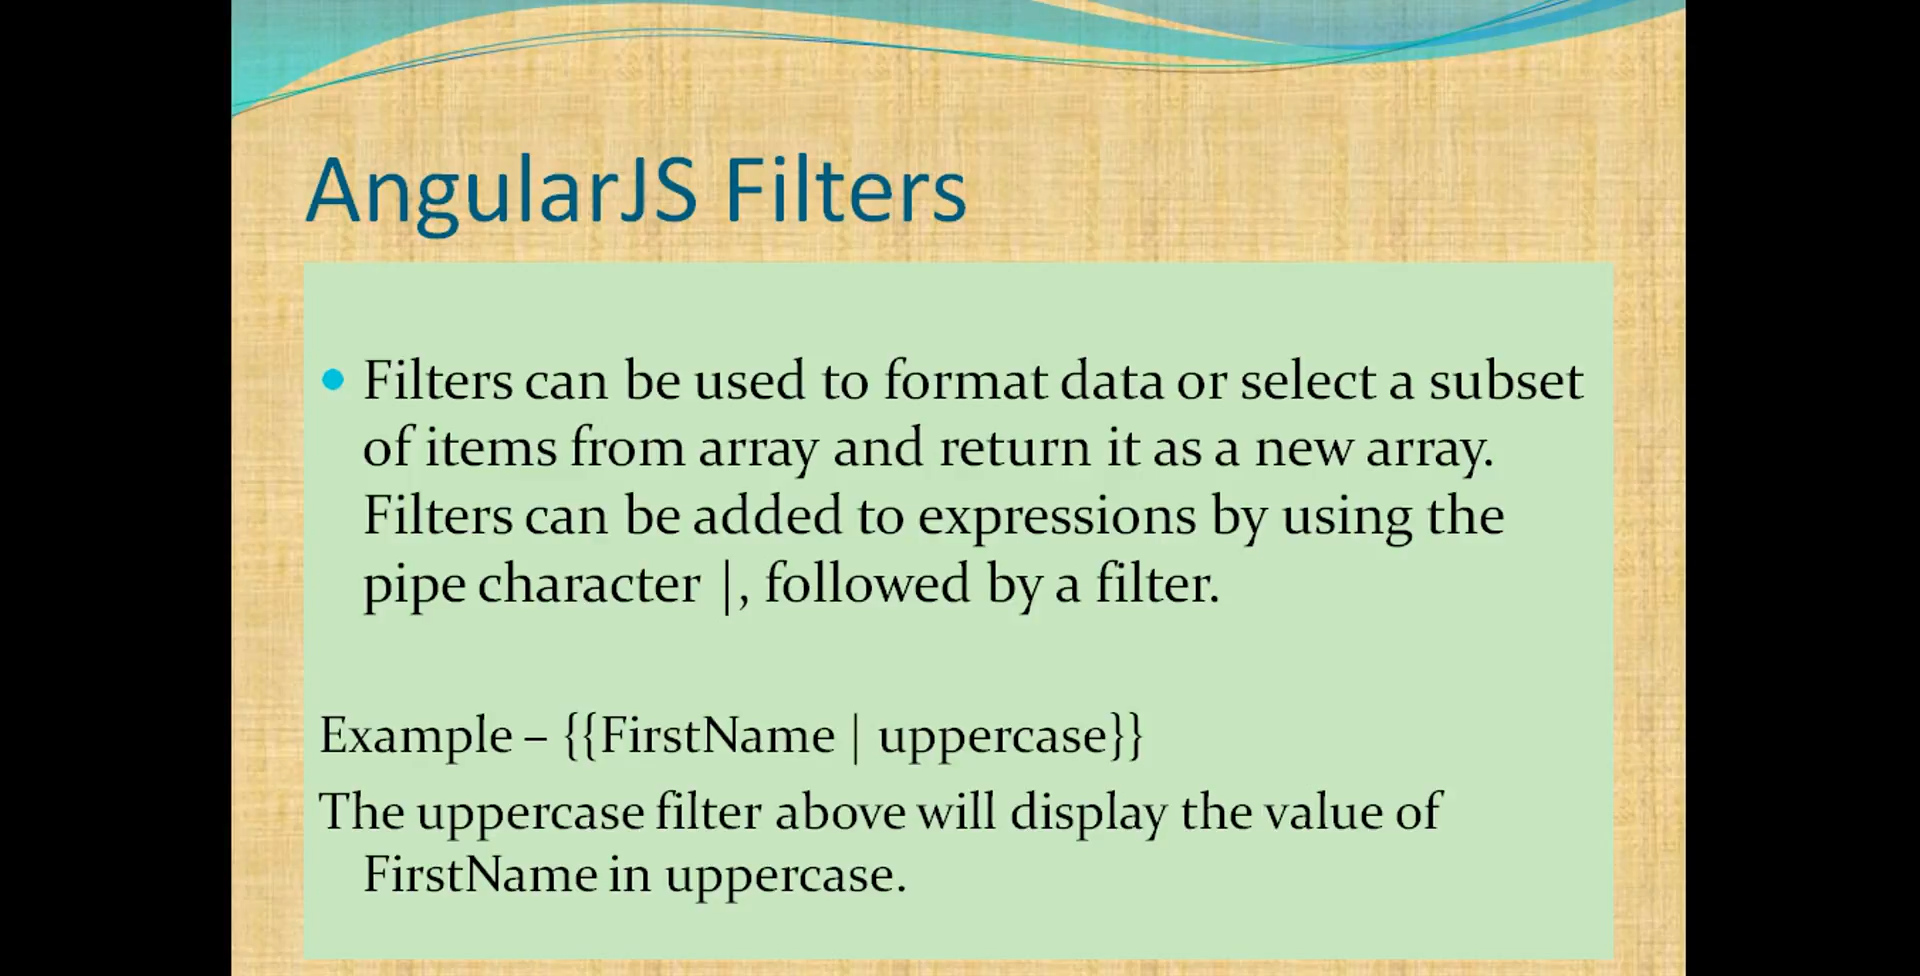 AngularJS Filters
• Filters can be used to format data or select a subset
of items from array and return it as a new array.
Filters can be added to expressions by using the
pipe character |, followed by a filter.
Example – {{FirstName | uppercase}}
The uppercase filter above will display the value of
FirstName in uppercase.